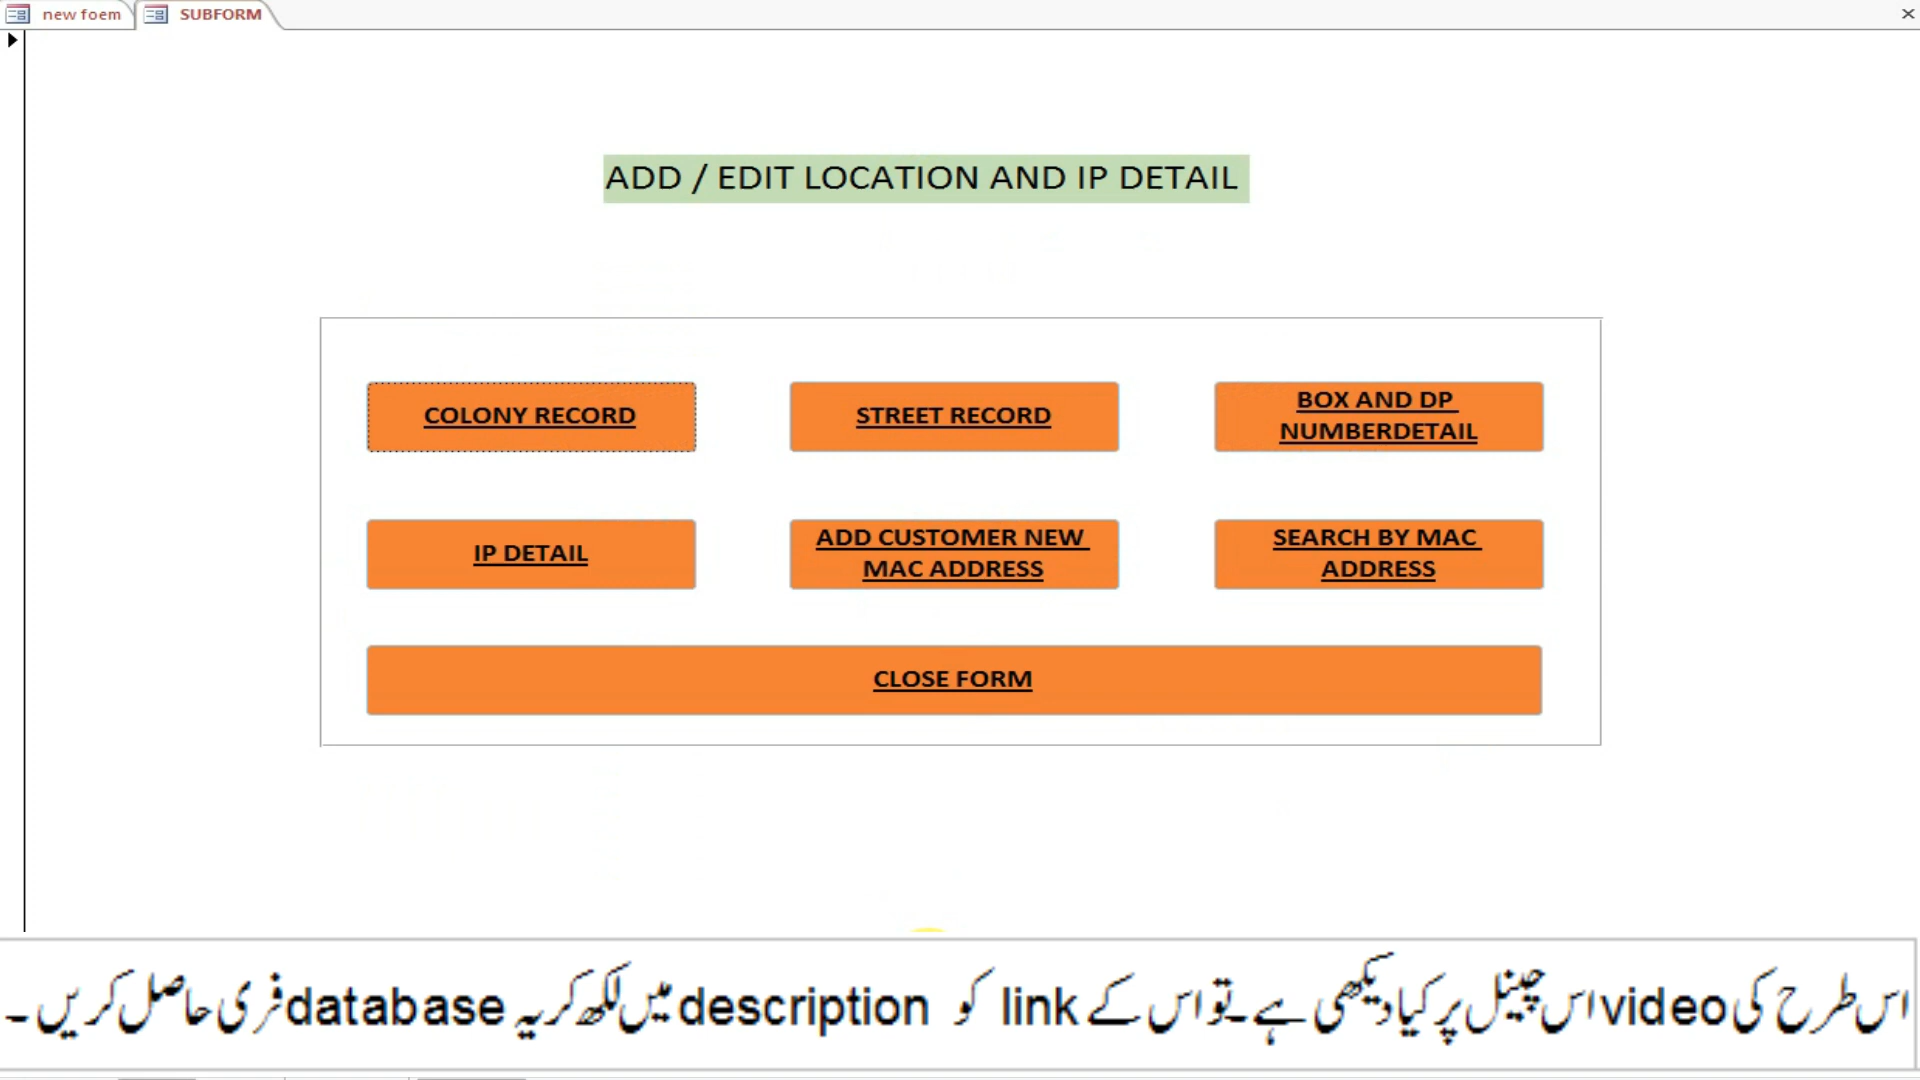 new foem
SUBFORM
ADD / EDIT LOCATION AND IP DETAIL
COLONY RECORD
STREET RECORD
BOX AND DP
NUMBERDETAIL
IP DETAIL
ADD CUSTOMER NEW
MAC ADDRESS
SEARCH BY MAC
ADDRESS
CLOSE FORM
اس طرح کی video اس چینل پر کیا دیکھی ہے۔ تو اس کے link کو description میں لکھ کر یہ database فری حاصل کریں ۔